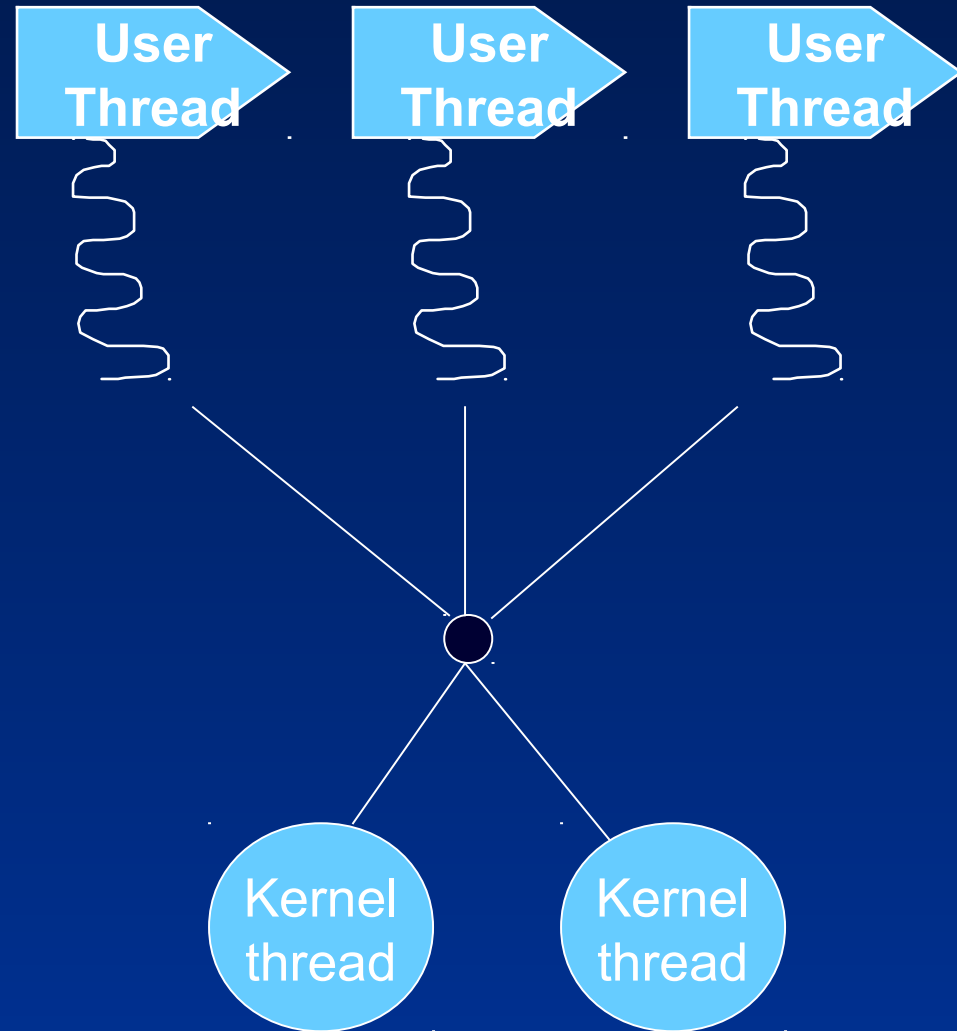 User
Thread
User
Thread
User
Thread
Kernel
thread
Kernel
thread